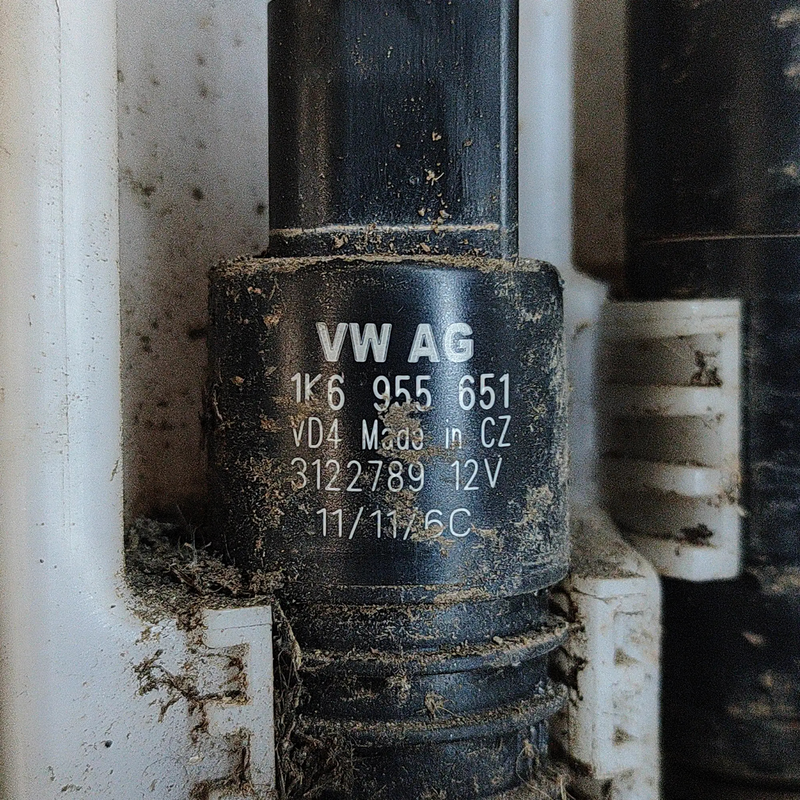 VW AG
1K6 955 651
VD4 Made in CZ
3122789 12V
11/11/6C